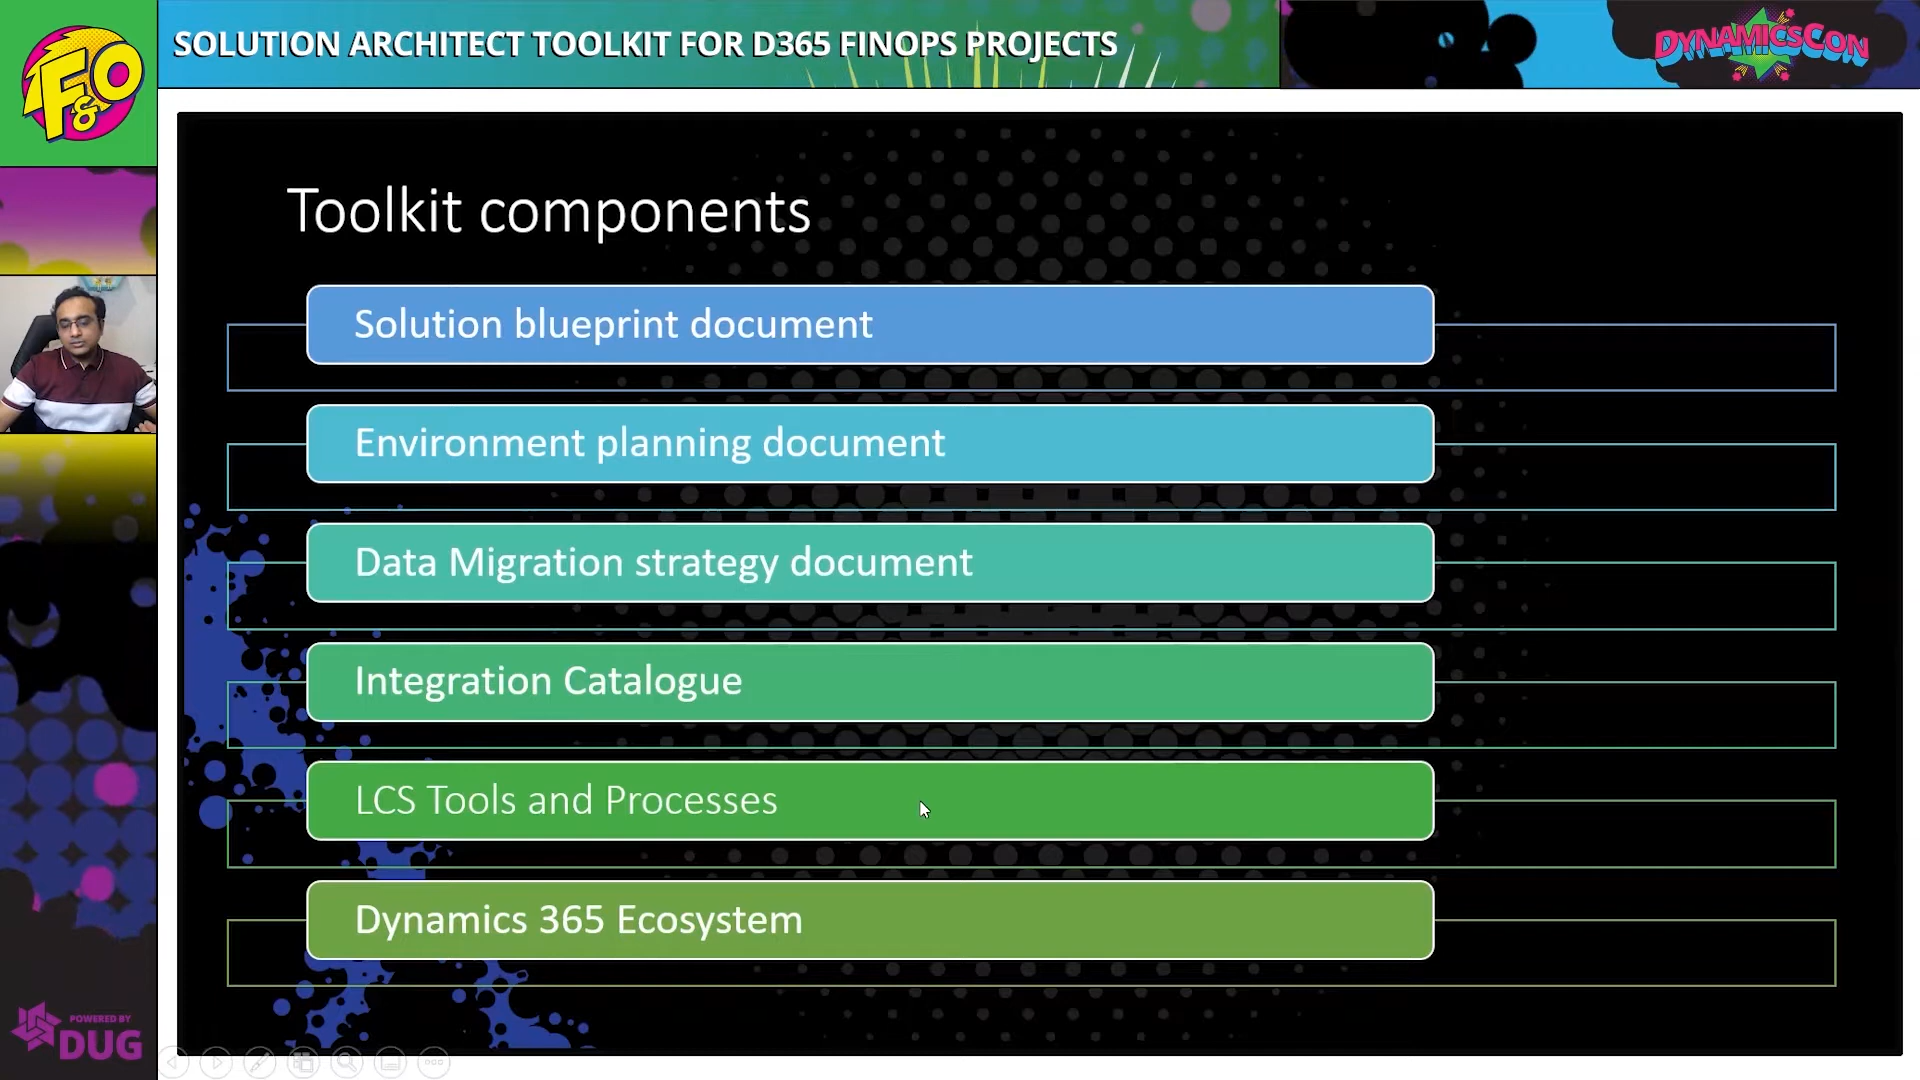 F&O
SOLUTION ARCHITECT TOOLKIT FOR D365 FINOPS PROJECTS
DYNAMICSCON
Toolkit components
Solution blueprint document
Environment planning document
Data Migration strategy document
Integration Catalogue
LCS Tools and Processes
Dynamics 365 Ecosystem
POWERED BY
DUG